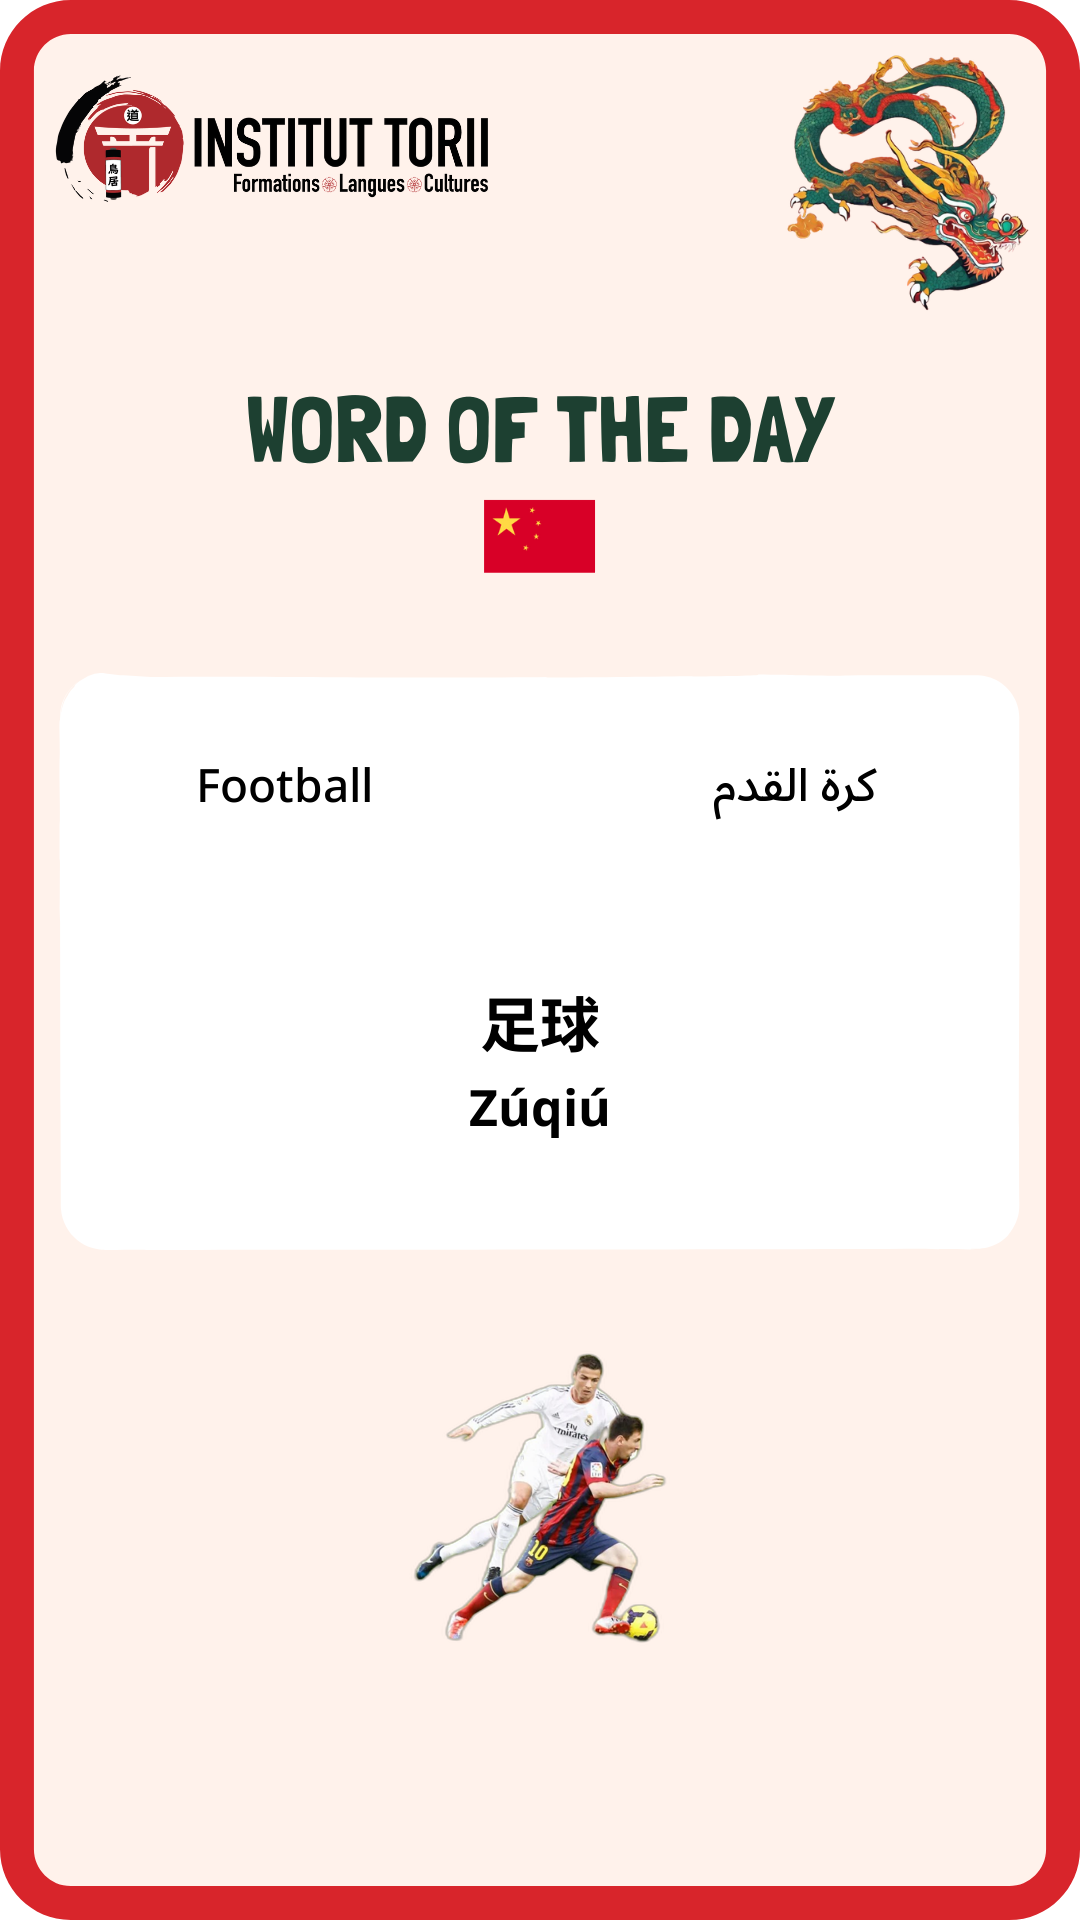 道
鳥居
INSTITUT TORII
Formations Langues Cultures
WORD OF THE DAY
Football
كرة القدم
足球
Zúqiú
Fly
Emirates
10